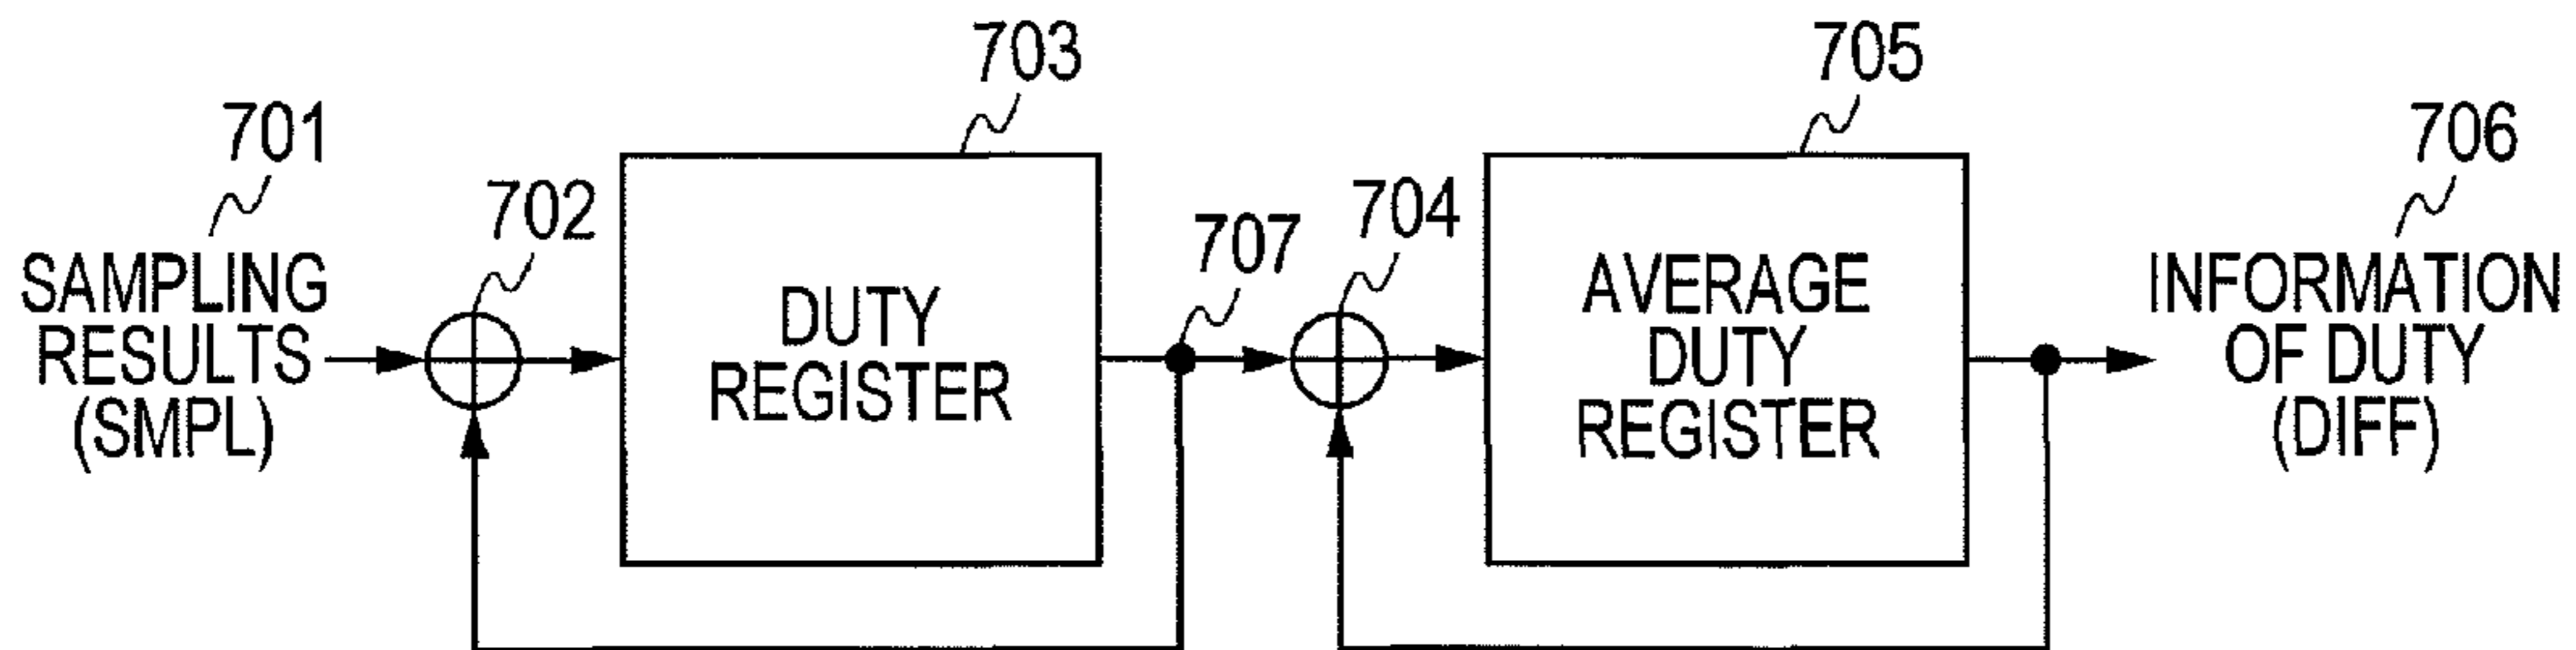 703
705
701
706
702
704
707
SAMPLING
RESULTS
(SMPL)
DUTY
REGISTER
AVERAGE
DUTY
REGISTER
INFORMATION
OF DUTY
(DIFF)